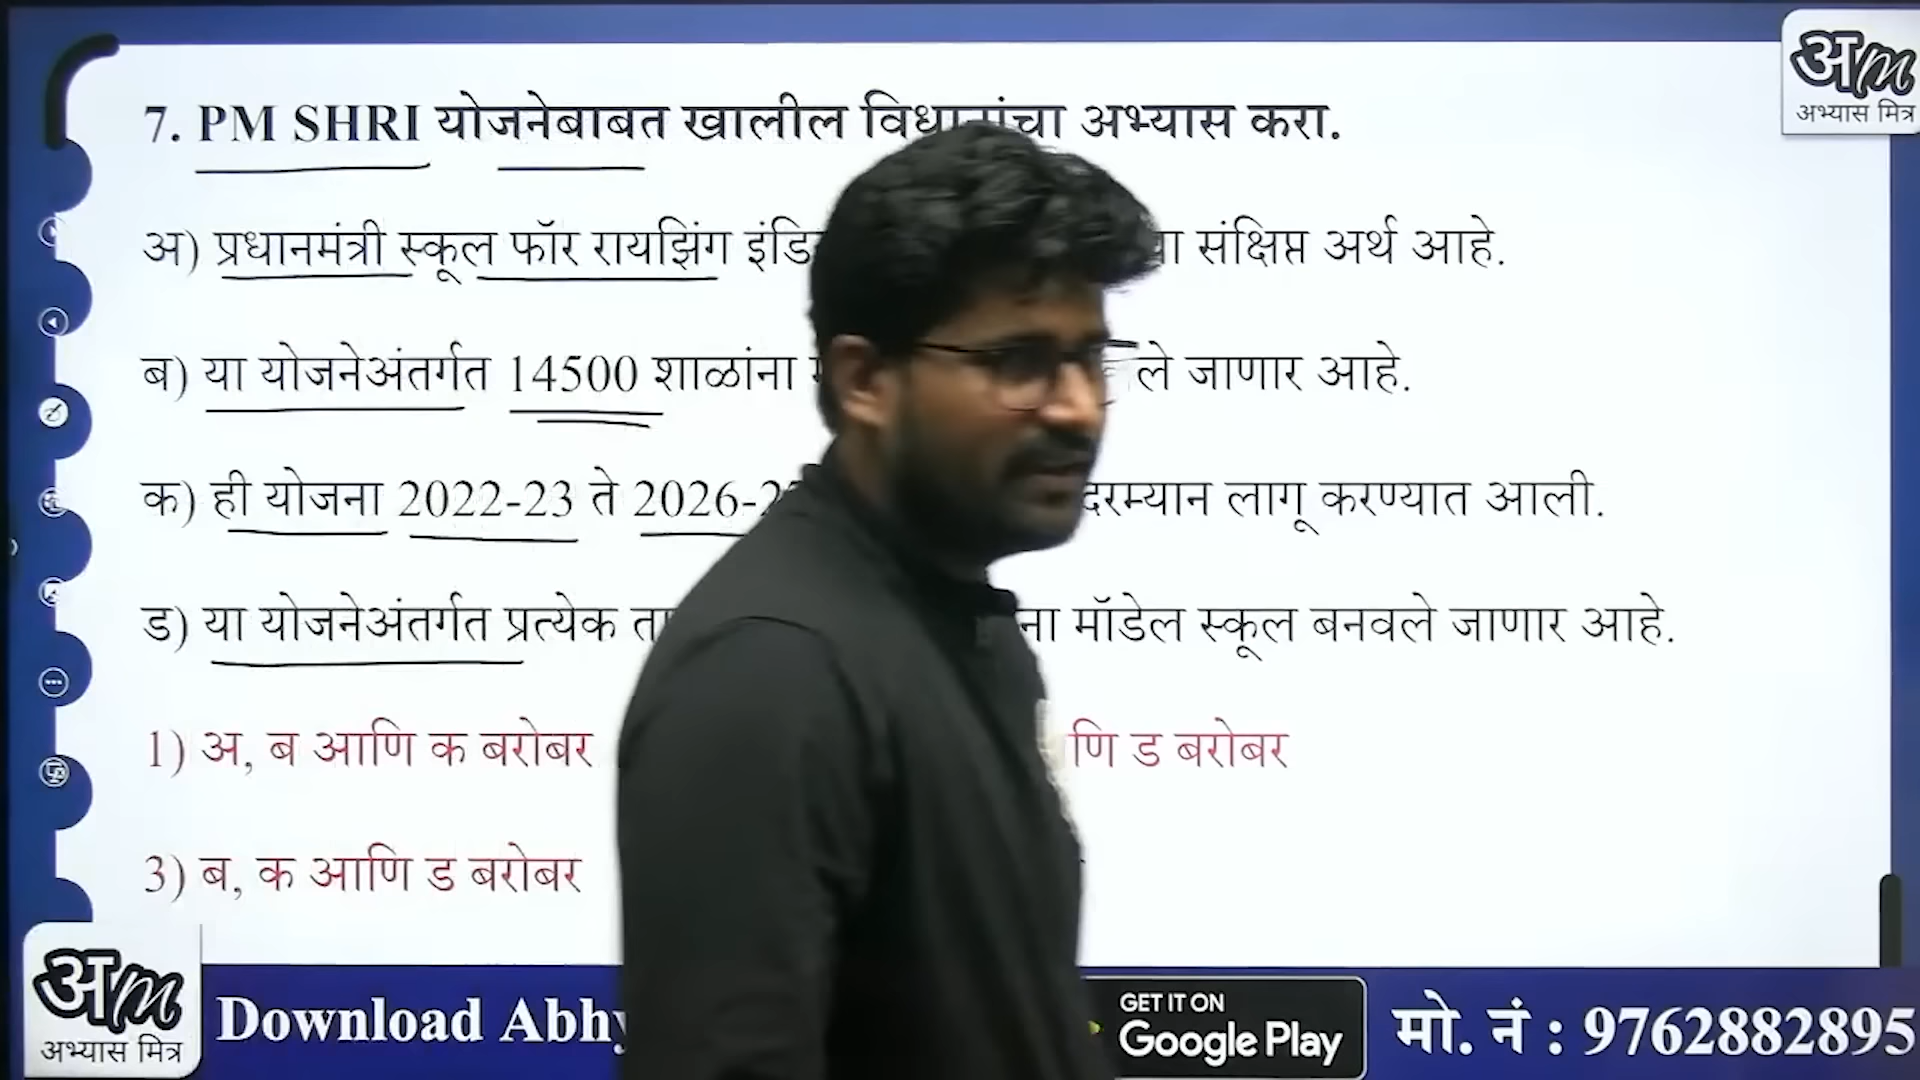 अm
अभ्यास मित्र
7. PM SHRI योजनेबाबत खालील विधानांचा अभ्यास करा.
अ) प्रधानमंत्री स्कूल फॉर रायझिंग संक्षिप्त अर्थ आहे.
ब) या योजनेअंतर्गत 14500 शाळांना जाणार आहे.
क) ही योजना 2022-23 ते दरम्यान लागू करण्यात आली.
ड) या योजनेअंतर्गत प्रत्येक मॉडेल स्कूल बनवले जाणार आहे.
1) अ, ब आणि क बरोबर ड बरोबर
3) ब, क आणि ड बरोबर
अm
अभ्यास मित्र
Download
GET IT ON
Google Play
मो. नं : 9762882895